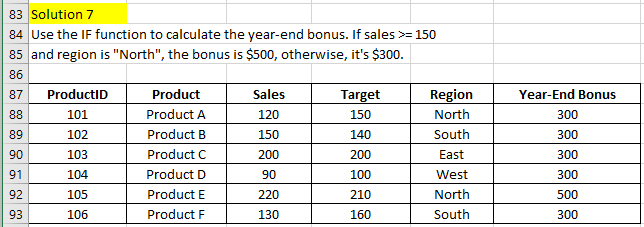 83 Solution 7
84 Use the IF function to calculate the year-end bonus. If sales >= 150
85 and region is "North", the bonus is $500, otherwise, it's $300.
86
87 ProductID Product Sales Target Region Year-End Bonus
88 101 Product A 120 150 North 300
89 102 Product B 150 140 South 300
90 103 Product C 200 200 East 300
91 104 Product D 90 100 West 300
92 105 Product E 220 210 North 500
93 106 Product F 130 160 South 300